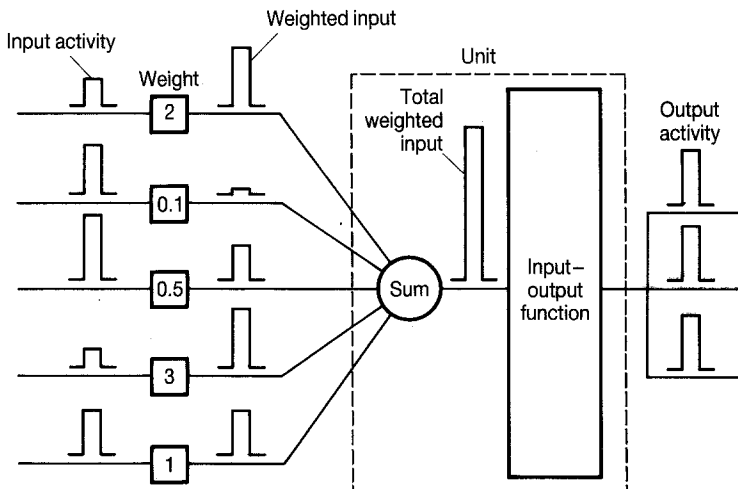 Input activity
Weighted input
Weight
Unit
Total
weighted
input
Output
activity
2
0.1
0.5
3
1
Sum
Input–
output
function